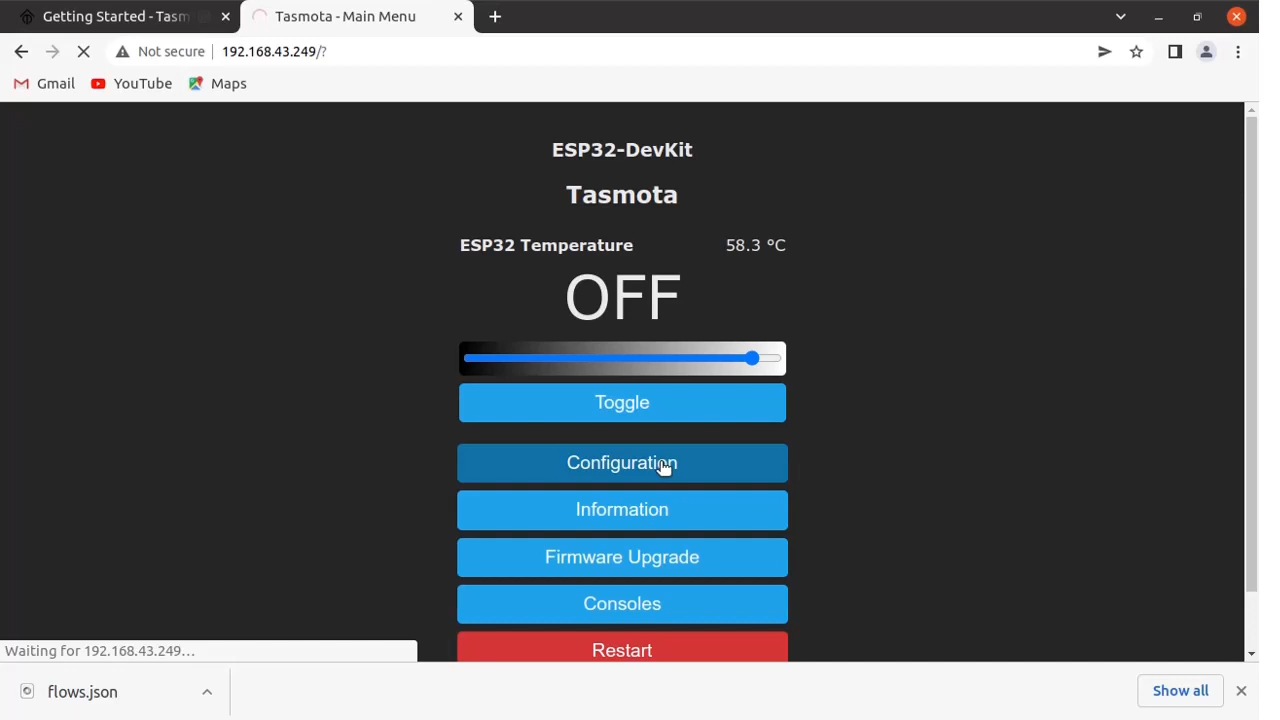 Getting Started - Tasm
Tasmota - Main Menu
Not secure
192.168.43.249/?
Gmail
YouTube
Maps
ESP32-DevKit
Tasmota
ESP32 Temperature 58.3 °C
OFF
Toggle
Configuration
Information
Firmware Upgrade
Consoles
Restart
Waiting for 192.168.43.249...
flows.json
Show all